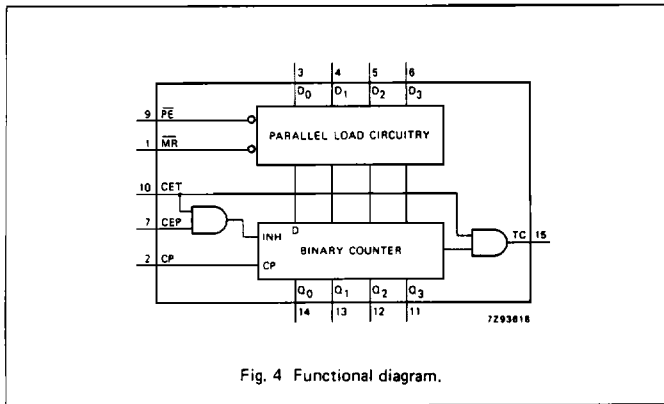 3 4 5 6
D0 D1 D2 D3
9 PE
PARALLEL LOAD CIRCUITRY
1 MR
10 CET
7 CEP
D
INH
BINARY COUNTER
TC 15
2 CP
CP
Q0 Q1 Q2 Q3
14 13 12 11
7Z93618
Fig. 4 Functional diagram.